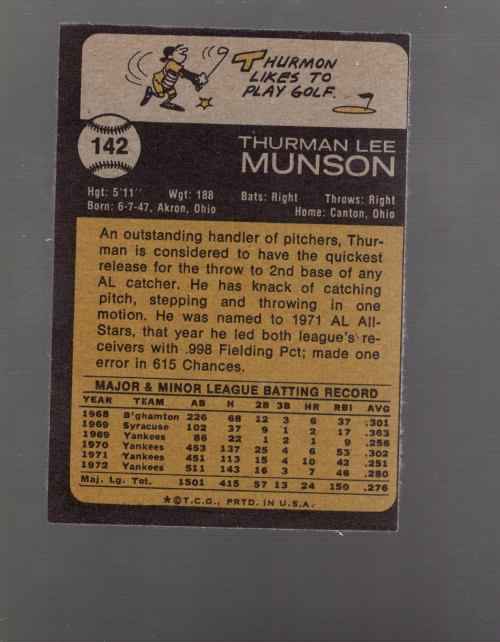 THURMON
LIKES TO
PLAY GOLF.
142
THURMAN LEE
MUNSON
Hgt: 5'11" Wgt: 188 Bats: Right Throws: Right
Born: 6-7-47, Akron, Ohio Home: Canton, Ohio
An outstanding handler of pitchers, Thur-
man is considered to have the quickest
release for the throw to 2nd base of any
AL catcher. He has knack of catching
pitch, stepping and throwing in one
motion. He was named to 1971 AL All-
Stars, that year he led both league's re-
ceivers with .998 Fielding Pct; made one
error in 615 Chances.
MAJOR & MINOR LEAGUE BATTING RECORD
YEAR TEAM AB H 2B 3B HR RBI AVG
1968 B'ghamton 226 68 12 3 6 37 .301
1969 Syracuse 102 37 9 1 2 17 .363
1969 Yankees 86 22 1 2 1 9 .256
1970 Yankees 453 137 25 4 6 53 .302
1971 Yankees 451 113 15 4 10 42 .251
1972 Yankees 511 143 16 3 7 46 .280
Maj. Lg. Tot. 1501 415 57 13 24 150 .276
*©T.C.G., PRTD. IN U.S.A.